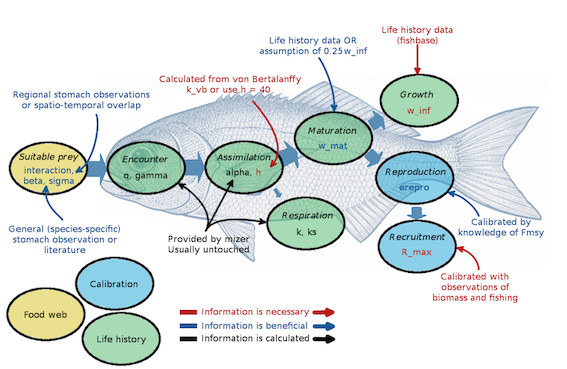 Life history data
(fishbase)
Life history data OR
assumption of 0.25w_inf
Calculated from von Bertalanffy
k_vb or use h = 40
Regional stomach observations
or spatio-temporal overlap
Growth
w_inf
Maturation
w_mat
Suitable prey
interaction,
beta, sigma
Encounter
q, gamma
Assimilation
alpha, h
Reproduction
erepro
Respiration
k, ks
Recruitment
R_max
General (species-specific)
stomach observation or
literature
Provided by mizer
Usually untouched
Calibrated by
knowledge of Fmsy
Calibrated with
observations of
biomass and fishing
Calibration
Food web
Life history
Information is necessary
Information is beneficial
Information is calculated